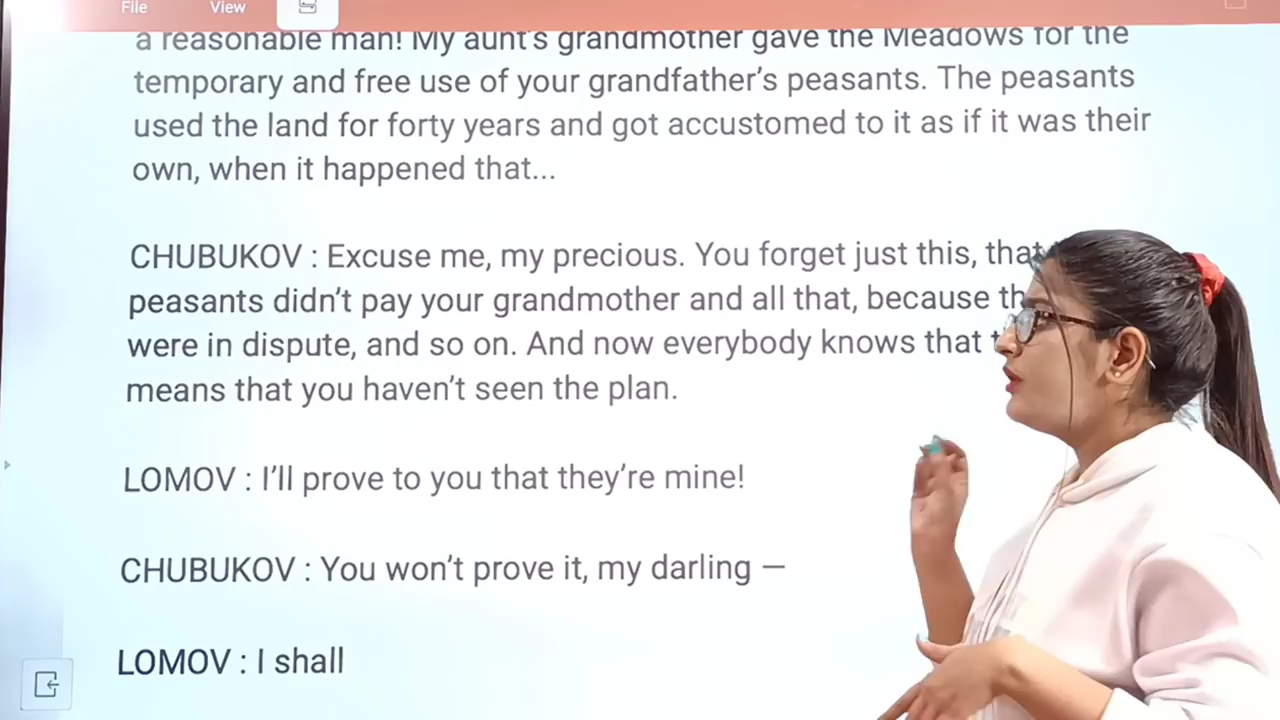 File View
a reasonable man! My aunt's grandmother gave the Meadows for the
temporary and free use of your grandfather's peasants. The peasants
used the land for forty years and got accustomed to it as if it was their
own, when it happened that...
CHUBUKOV : Excuse me, my precious. You forget just this, that
peasants didn't pay your grandmother and all that, because
were in dispute, and so on. And now everybody knows that
means that you haven't seen the plan.
LOMOV : I'll prove to you that they're mine!
CHUBUKOV : You won't prove it, my darling —
LOMOV : I shall